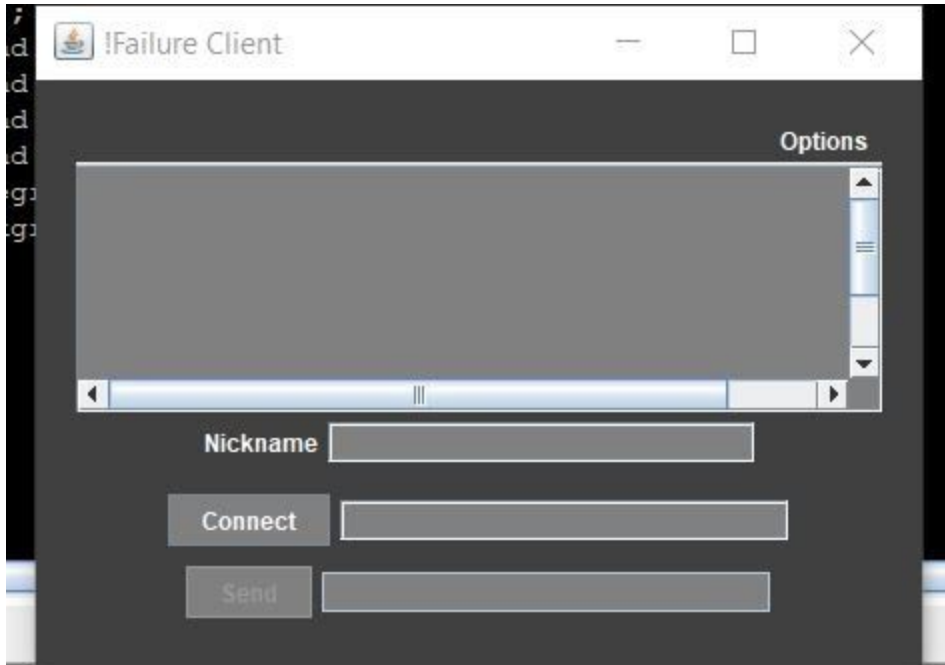 ;
d
!Failure Client
d
d
d
Options
Nickname
Connect
Send